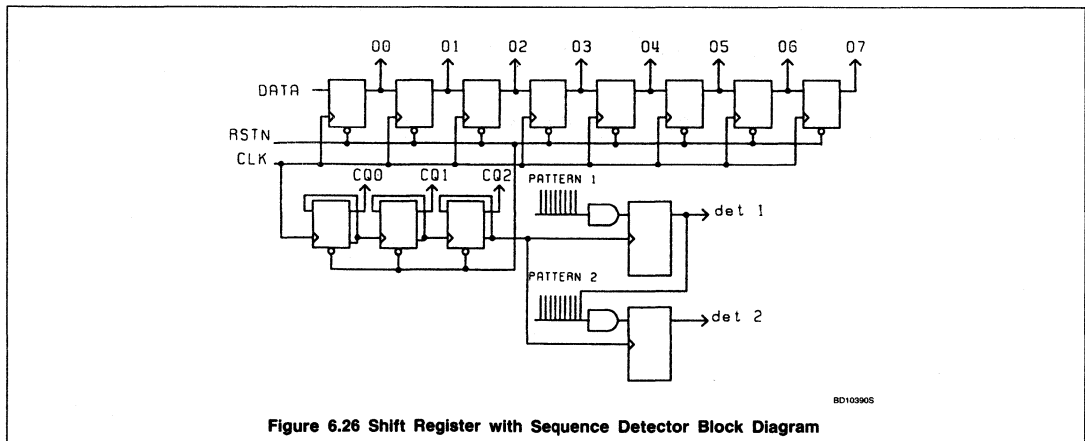 O0 O1 O2 O3 O4 O5 O6 O7
DATA
RSTN
CLK
CQ0 CQ1 CQ2
PATTERN 1
det 1
PATTERN 2
det 2
BD10390S
Figure 6.26 Shift Register with Sequence Detector Block Diagram